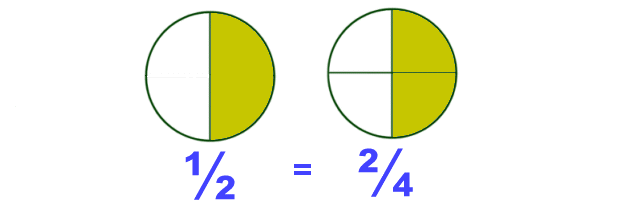 1/2 = 2/4